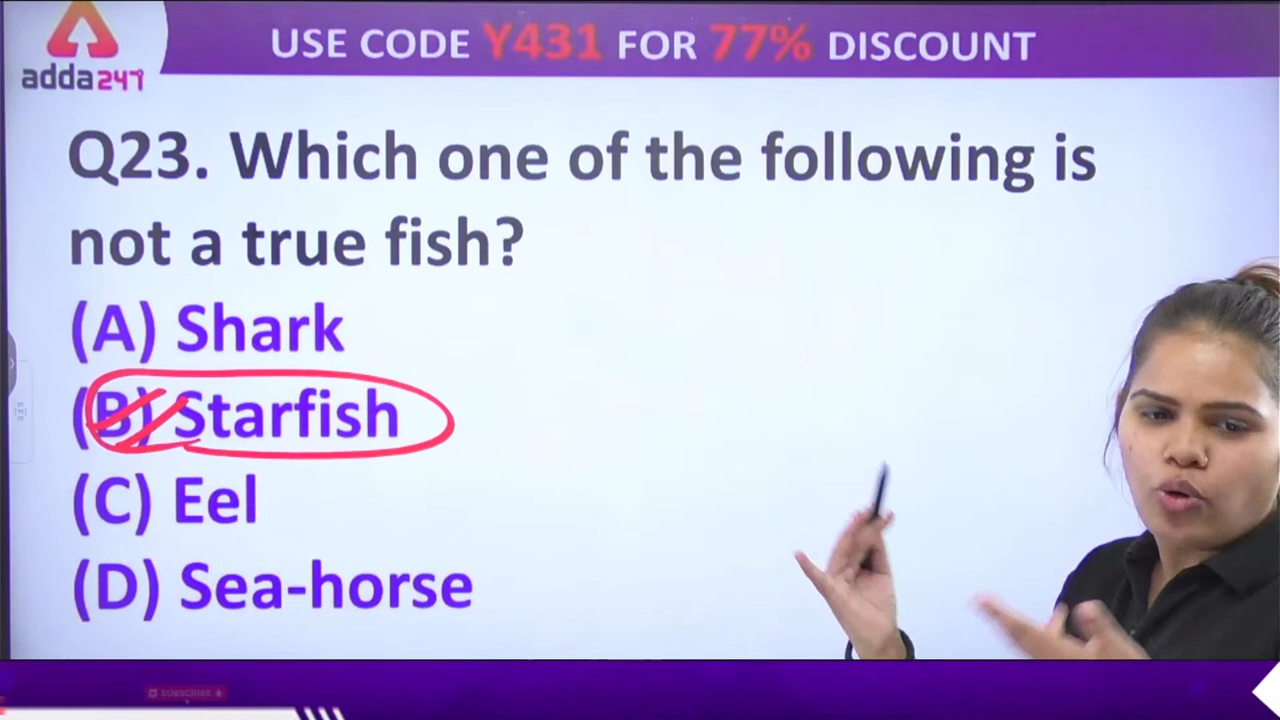 USE CODE Y431 FOR 77% DISCOUNT
adda247
Q23. Which one of the following is
not a true fish?
(A) Shark
(B) Starfish
(C) Eel
(D) Sea-horse
SUBSCRIBE